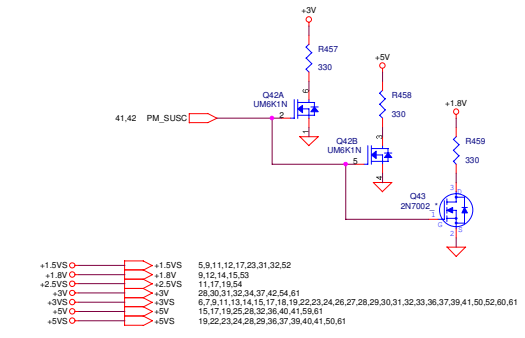 +3V
R457
330
+5V
6
Q42A
UM6K1N
R458
330
+1.8V
2
41,42 PM_SUSC
1
3
Q42B
UM6K1N
R459
330
5
4
3
Q43
2N7002_*
D
1
G
S
2
+1.5VS +1.5VS 5,9,11,12,17,23,31,32,52
+1.8V +1.8V 9,12,14,15,53
+2.5VS +2.5VS 11,17,19,54
+3V +3V 28,30,31,32,34,37,42,54,61
+3VS +3VS 6,7,9,11,13,14,15,17,18,19,22,23,24,26,27,28,29,30,31,32,33,36,37,39,41,50,52,60,61
+5V +5V 15,17,19,25,28,32,36,40,41,59,61
+5VS +5VS 19,22,23,24,28,29,36,37,39,40,41,50,61